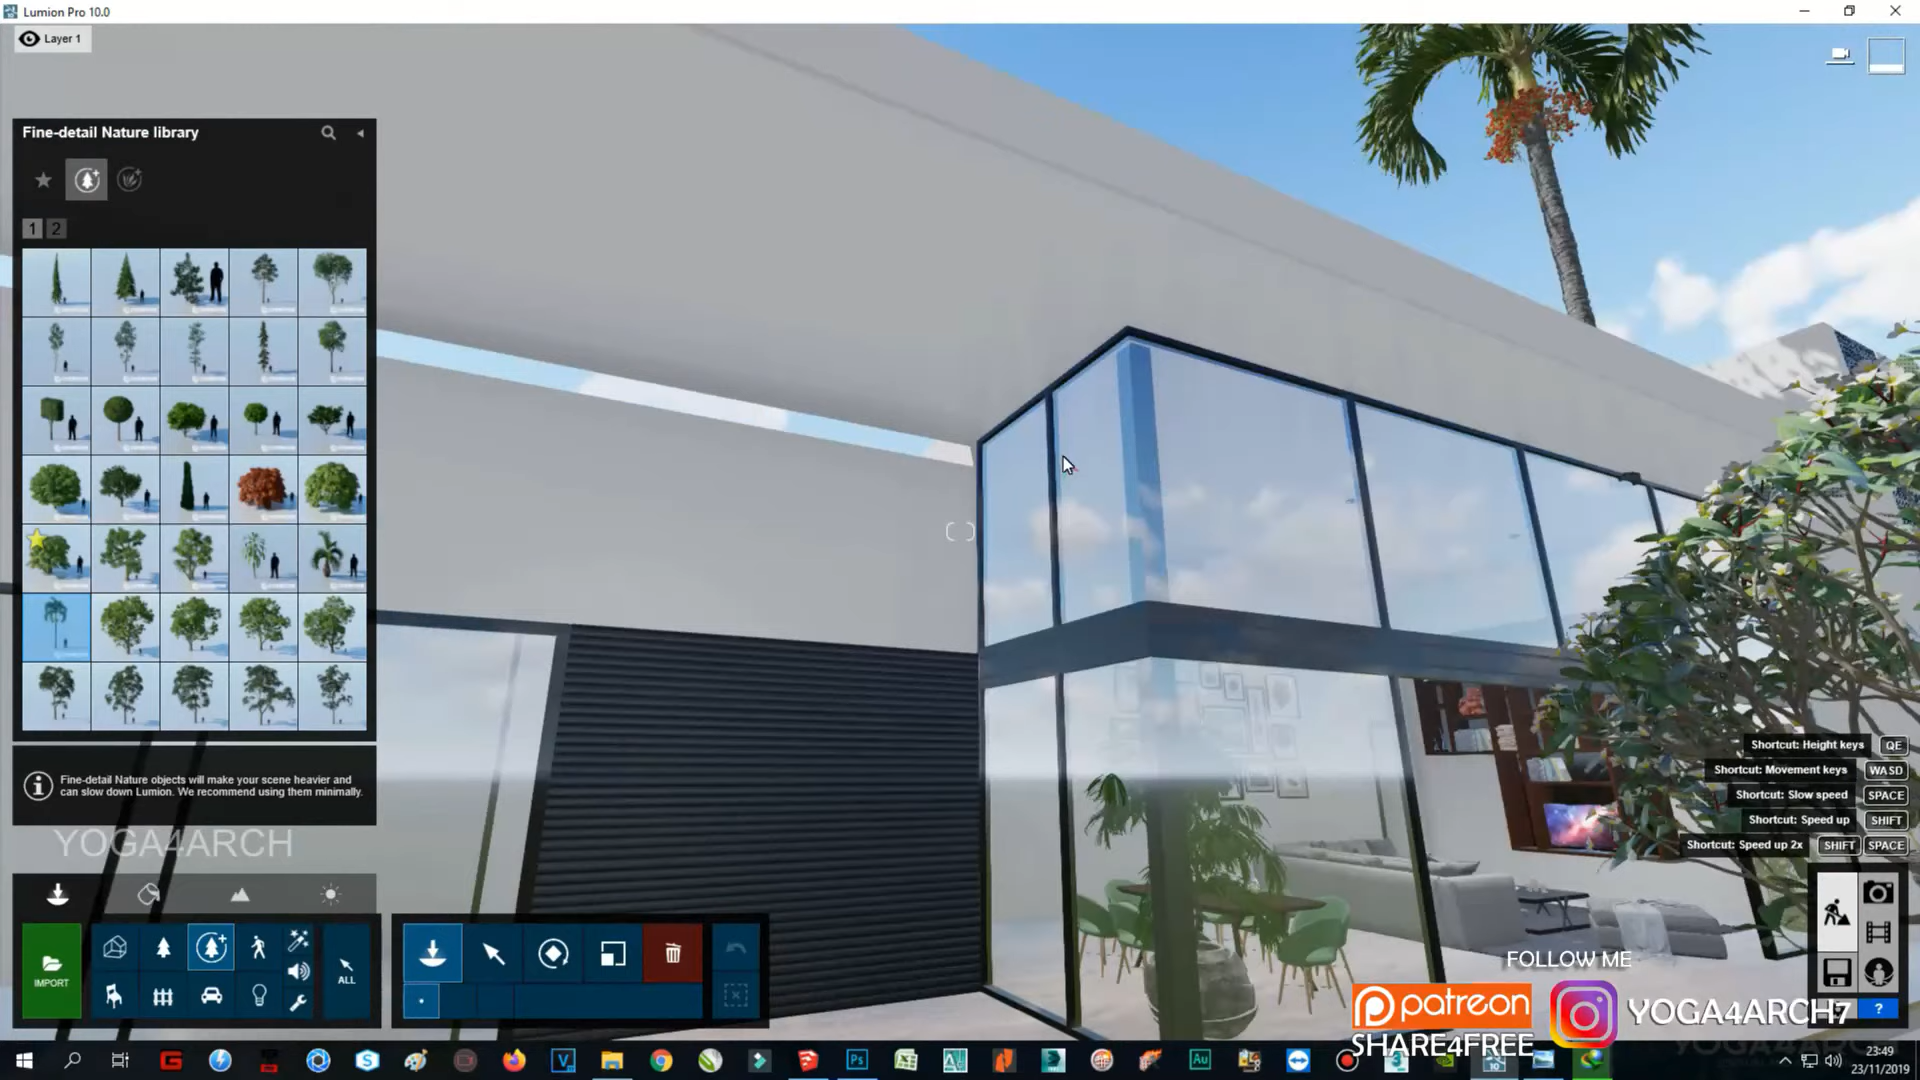 Lumion Pro 10.0
Layer 1
Fine-detail Nature library
1 2
Fine-detail Nature objects will make your scene heavier and
can slow down Lumion. We recommend using them minimally.
YOGA4ARCH
IMPORT
ALL
Shortcut: Height keys QE
Shortcut: Movement keys WASD
Shortcut: Slow speed SPACE
Shortcut: Speed up SHIFT
Shortcut: Speed up 2x SHIFT SPACE
FOLLOW ME
patreon
SHARE4FREE
YOGA4ARCH7
?
23:49
23/11/2019